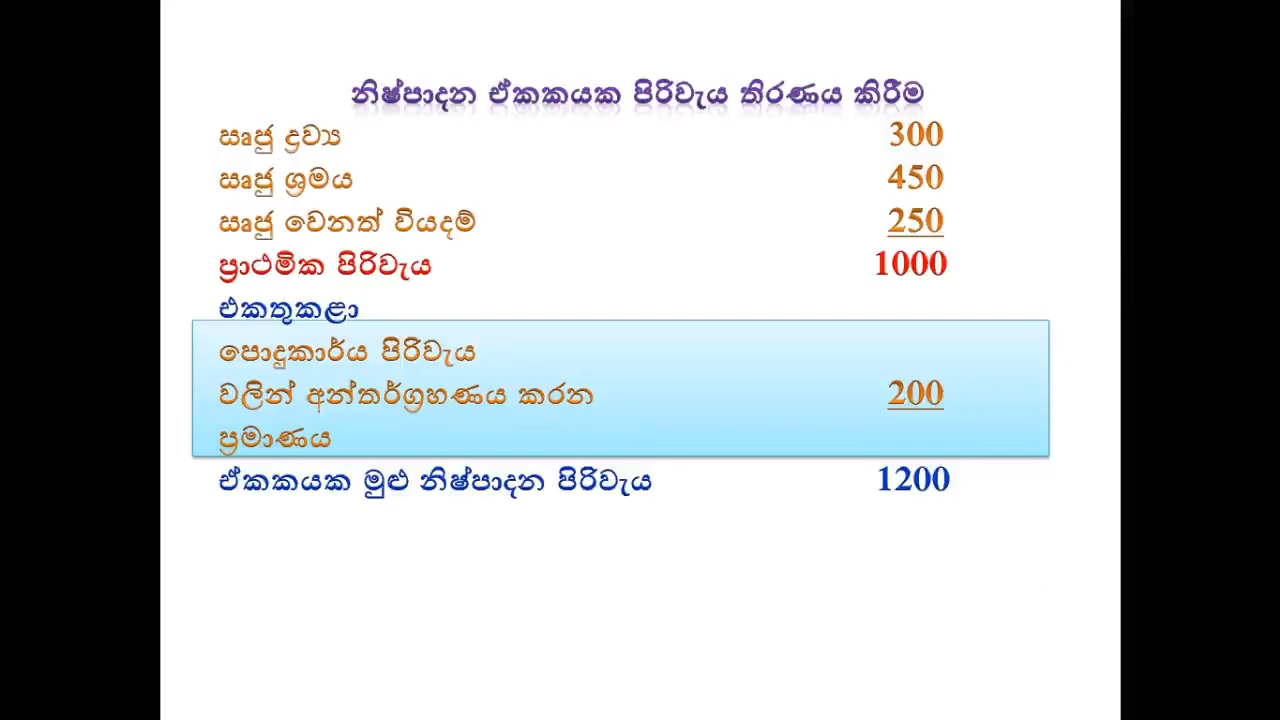 නිෂ්පාදන ඒකකයක පිරිවැය තිරණය කිරීම
සෘජු ද්‍රව්‍ය 300
සෘජු ශ්‍රමය 450
සෘජු වෙනත් වියදම් 250
ප්‍රාථමික පිරිවැය 1000
එකතුකළා
පොදුකාර්ය පිරිවැය
වලින් අන්තර්ග්‍රහණය කරන 200
ප්‍රමාණය
ඒකකයක මුළු නිෂ්පාදන පිරිවැය 1200